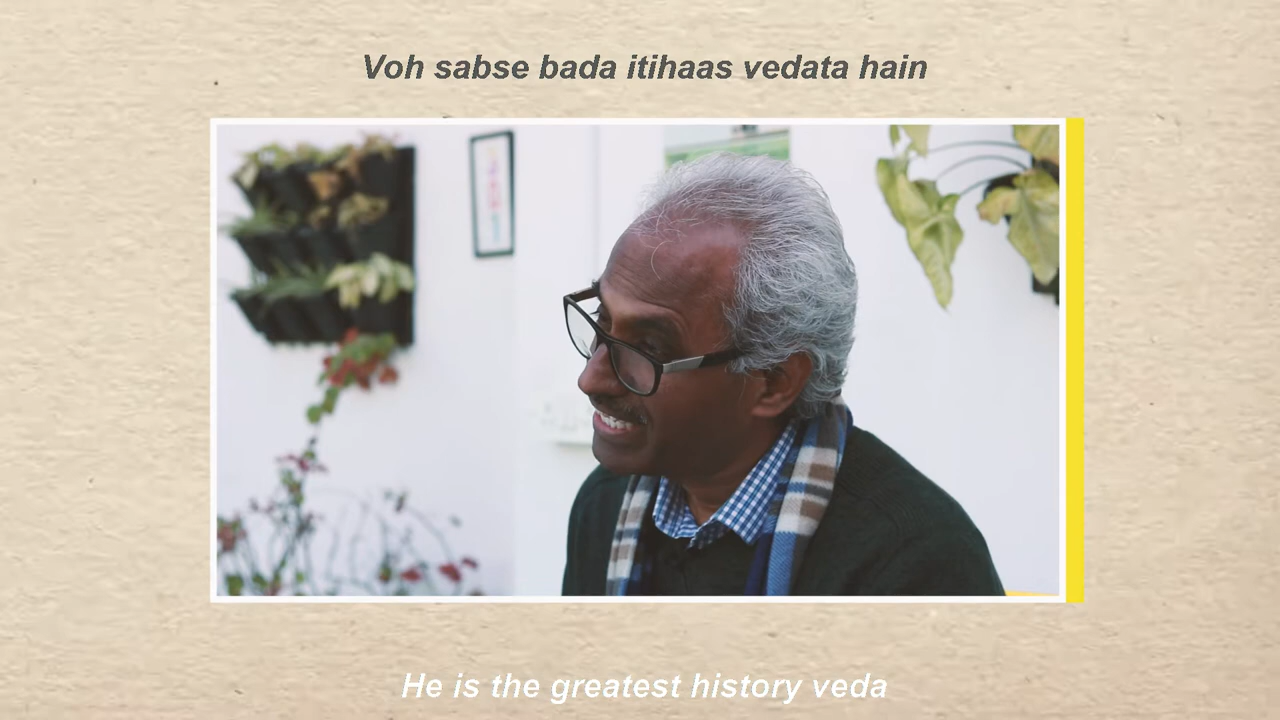 Voh sabse bada itihaas vedata hain
He is the greatest history veda